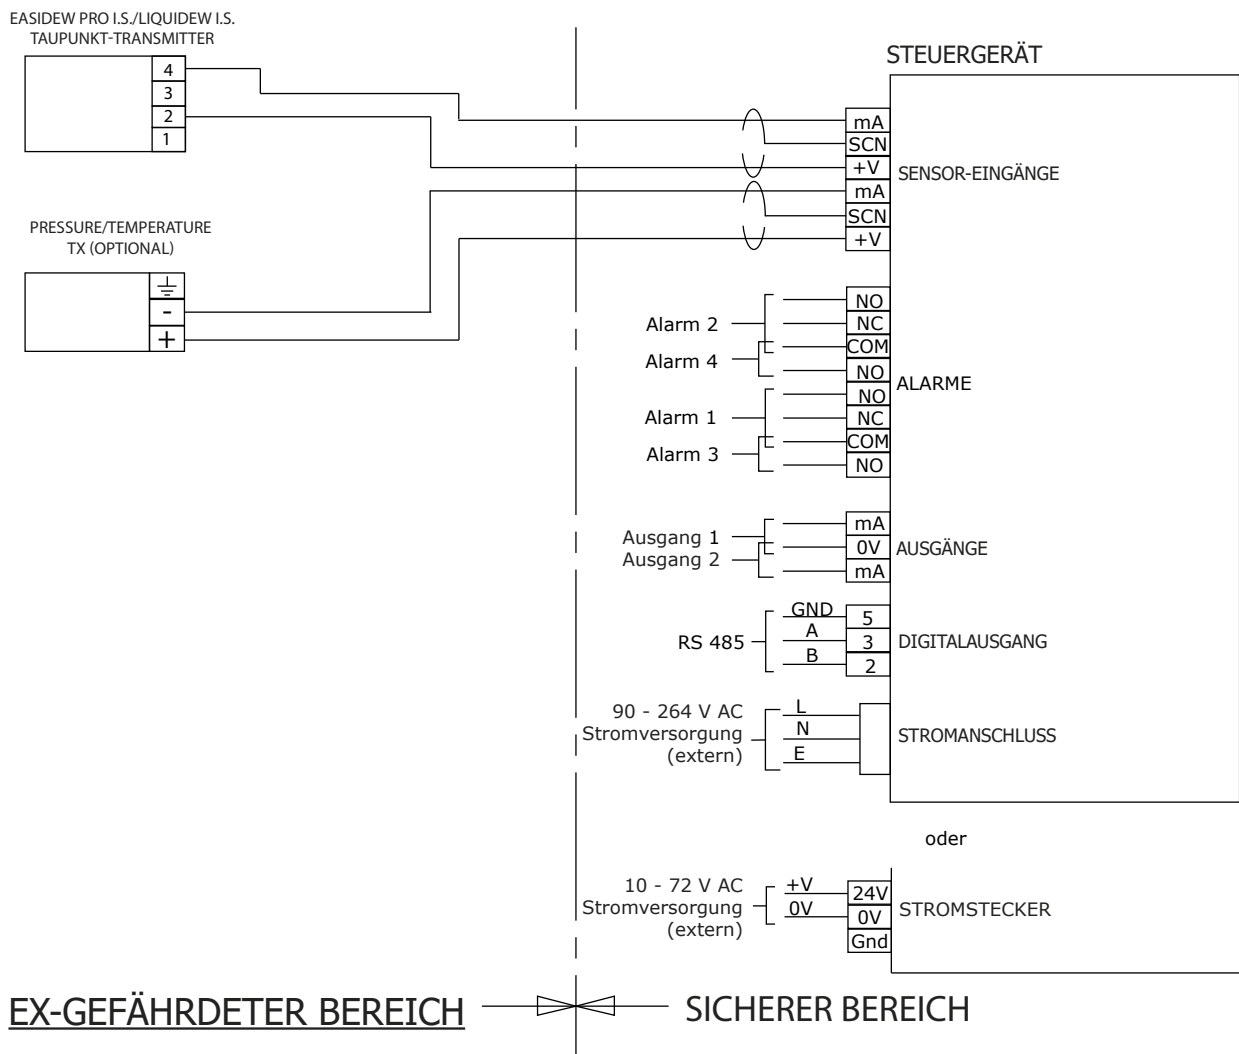 EASIDEW PRO I.S./LIQUIDEW I.S.
TAUPUNKT-TRANSMITTER
4
3
2
1
PRESSURE/TEMPERATURE
TX (OPTIONAL)
-
+
STEUERGERÄT
mA
SCN
+V
mA
SCN
+V
SENSOR-EINGÄNGE
Alarm 2
Alarm 4
Alarm 1
Alarm 3
NO
NC
COM
NO
NO
NC
COM
NO
ALARME
Ausgang 1
Ausgang 2
mA
0V
mA
AUSGÄNGE
RS 485
GND 5
A 3
B 2
DIGITALAUSGANG
90 - 264 V AC
Stromversorgung
(extern)
L
N
E
STROMANSCHLUSS
oder
10 - 72 V AC
Stromversorgung
(extern)
+V 24V
0V 0V
Gnd
STROMSTECKER
EX-GEFÄHRDETER BEREICH
SICHERER BEREICH